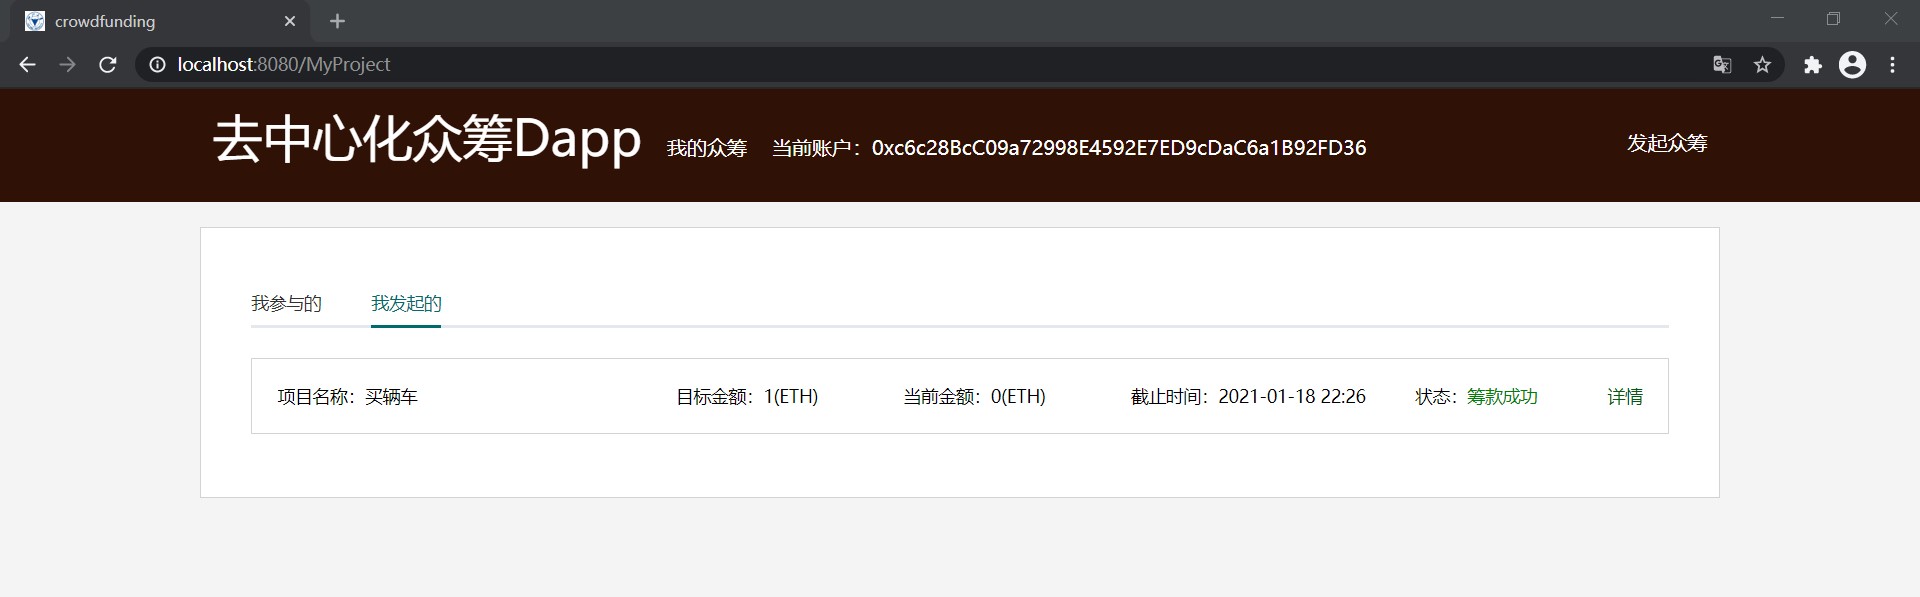 crowdfunding
localhost:8080/MyProject
去中心化众筹Dapp 我的众筹 当前账户：0xc6c28BcC09a72998E4592E7ED9cDaC6a1B92FD36 发起众筹
我参与的 我发起的
项目名称：买辆车 目标金额：1(ETH) 当前金额：0(ETH) 截止时间：2021-01-18 22:26 状态：筹款成功 详情